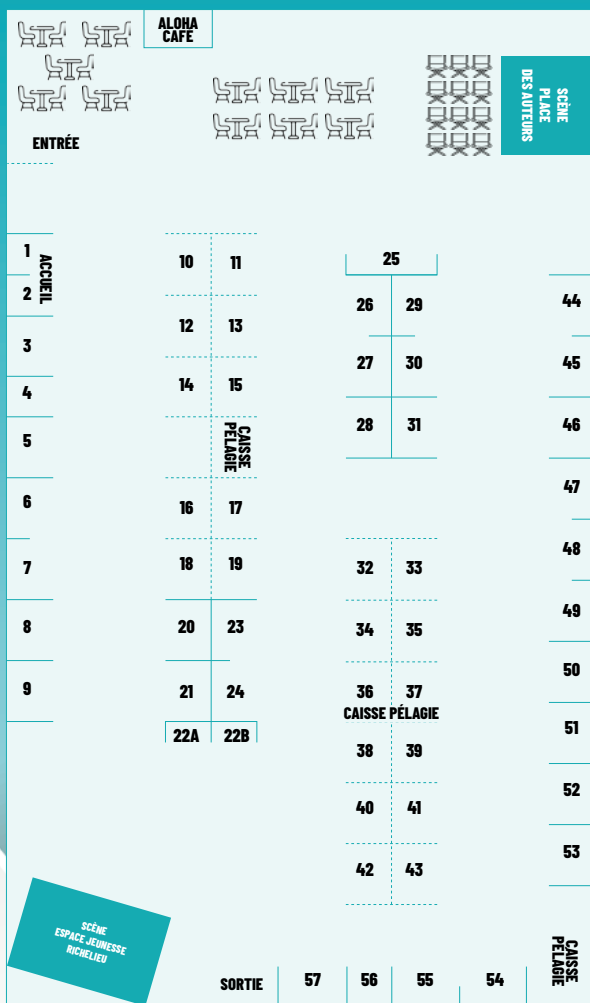 ALOHA
CAFÉ
SCÈNE
PLACE
DES AUTEURS
ENTRÉE
1
ACCUEIL
2
3
4
5
6
7
8
9
10 11
12 13
14 15
CAISSE
PÉLAGIE
16 17
18 19
20 23
21 24
22A 22B
25
26 29
27 30
28 31
32 33
34 35
36 37
CAISSE PÉLAGIE
38 39
40 41
42 43
44
45
46
47
48
49
50
51
52
53
CAISSE
PÉLAGIE
SCÈNE
ESPACE JEUNESSE
RICHELIEU
SORTIE 57 56 55 54